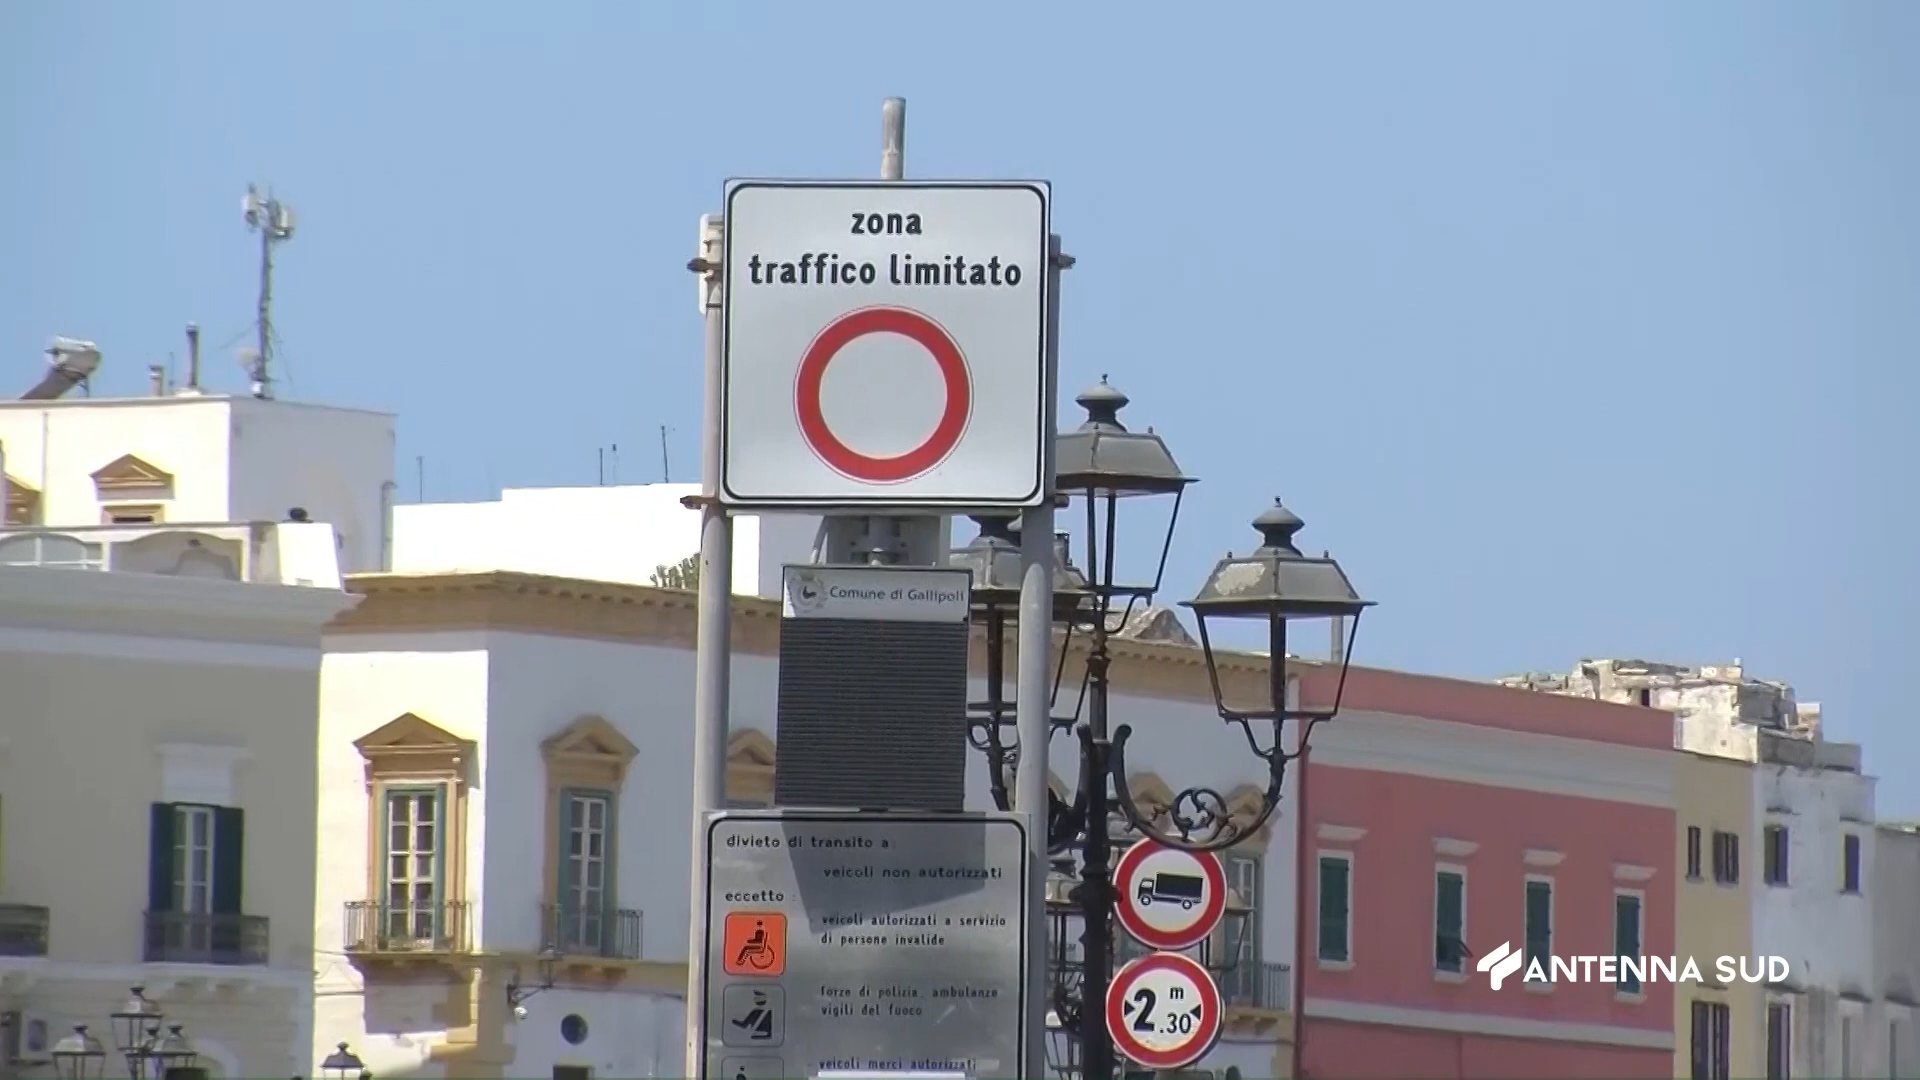 zona
traffico limitato
Comune di Gallipoli
divieto di transito a:
veicoli non autorizzati
eccetto :
veicoli autorizzati a servizio
di persone invalide
forze di polizia, ambulanze
vigili del fuoco
veicoli merci autorizzati
m
2.30
ANTENNA SUD